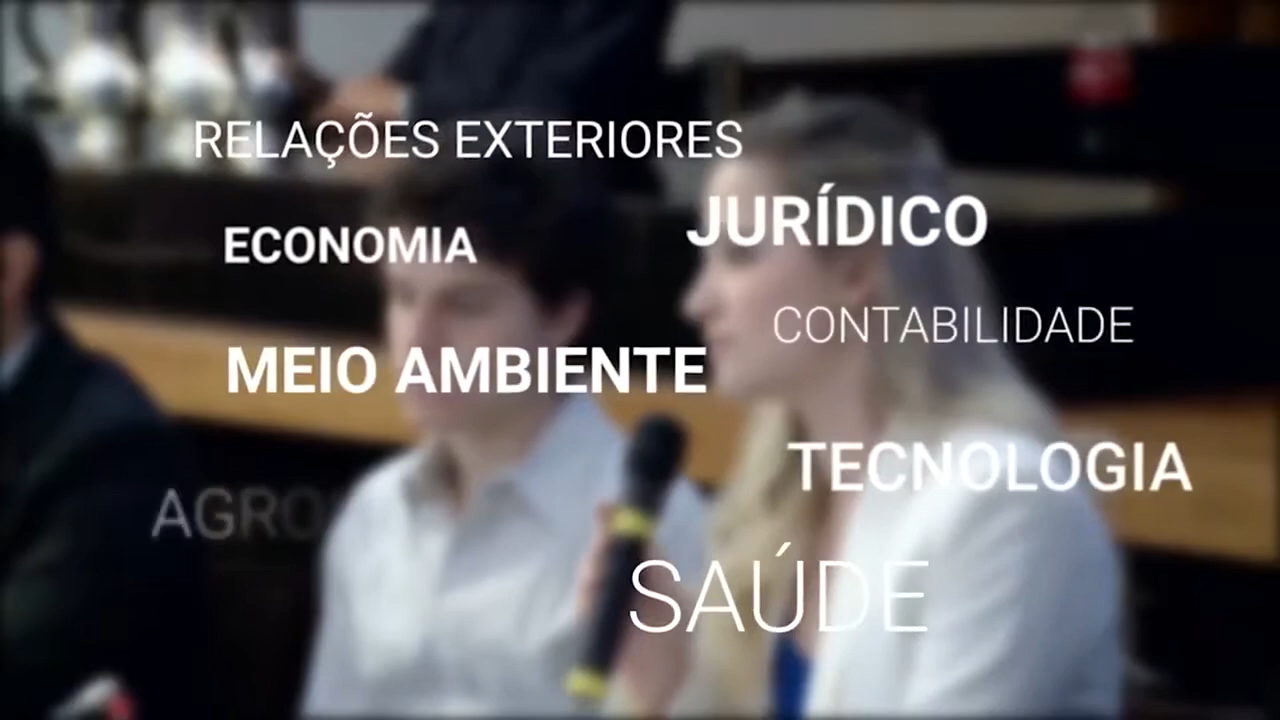 RELAÇÕES EXTERIORES
JURÍDICO
ECONOMIA
CONTABILIDADE
MEIO AMBIENTE
TECNOLOGIA
SAÚDE